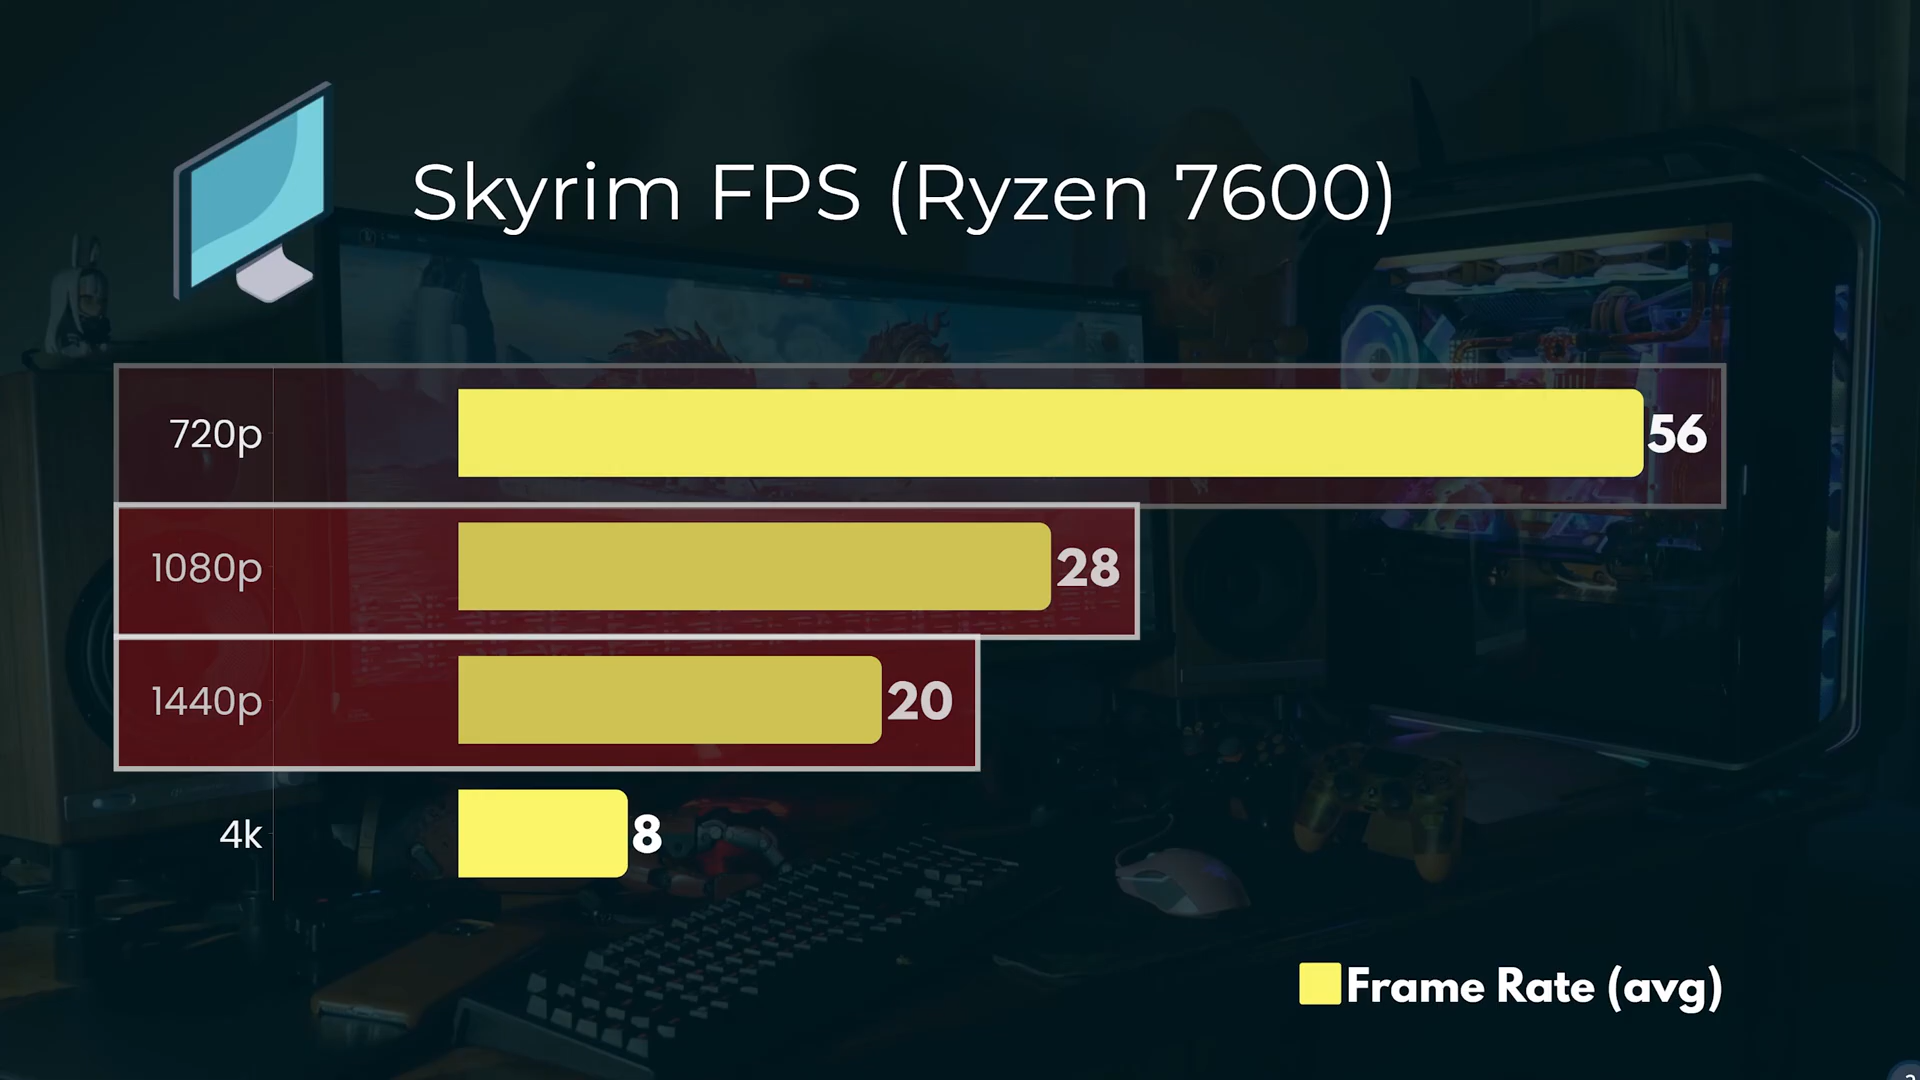 Skyrim FPS (Ryzen 7600)
720p 56
1080p 28
1440p 20
4k 8
Frame Rate (avg)